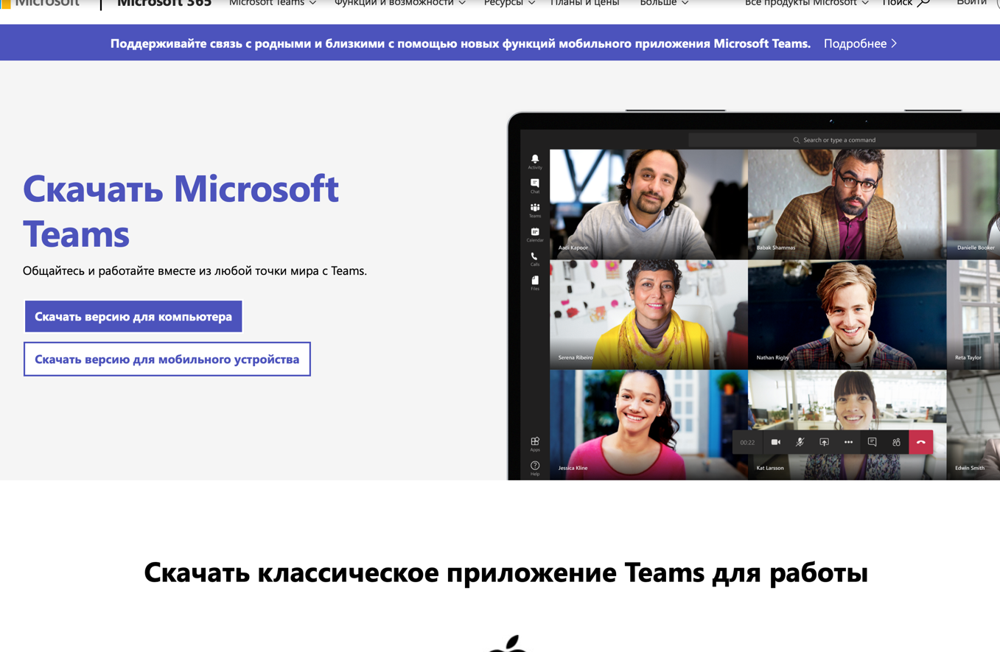 Microsoft
Microsoft 365
Microsoft Teams
Функции и возможности
Ресурсы
Планы и цены
Больше
Все продукты Microsoft
Поиск
Войти
Поддерживайте связь с родными и близкими с помощью новых функций мобильного приложения Microsoft Teams. Подробнее
Скачать Microsoft
Teams
Общайтесь и работайте вместе из любой точки мира с Teams.
Скачать версию для компьютера
Скачать версию для мобильного устройства
Search or type a command
Activity
Chat
Teams
Calendar
Calls
Files
Apps
Help
Aadi Kapoor
Babak Shammas
Danielle Booker
Serena Ribeiro
Nathan Rigby
Reta Taylor
00:22
Jessica Kline
Kat Larsson
Edwin Smith
Скачать классическое приложение Teams для работы